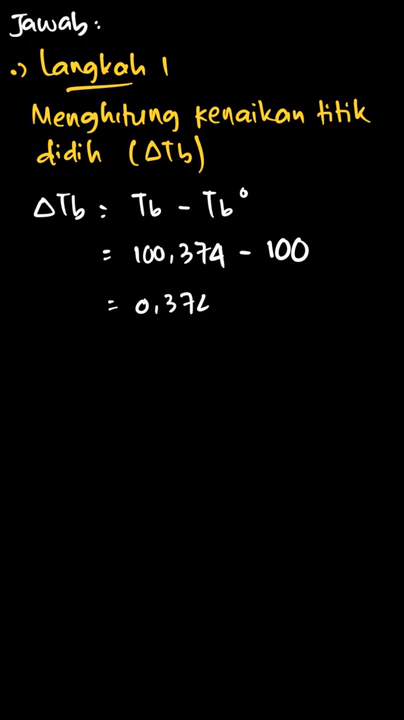 Jawab :
.) Langkah 1
Menghitung kenaikan titik
didih (ΔTb)
ΔTb = Tb - Tb°
= 100,374 - 100
= 0,374